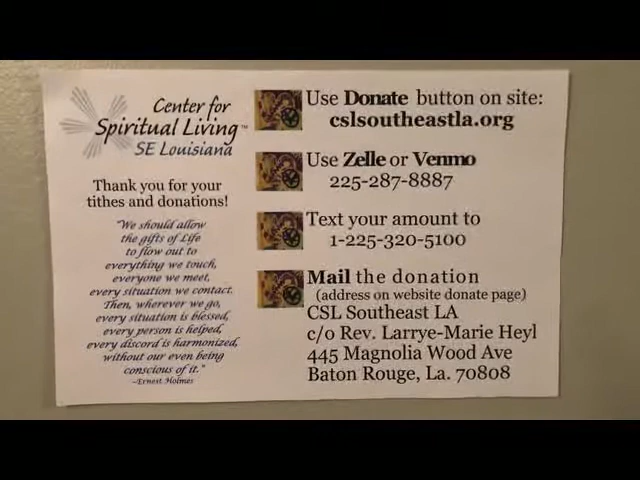 Center for
Spiritual Living™
SE Louisiana
Thank you for your
tithes and donations!
"We should allow
the gifts of Life
to flow out to
everything we touch,
everyone we meet,
every situation we contact.
Then, wherever we go,
every situation is blessed,
every person is helped,
every discord is harmonized,
without our even being
conscious of it."
~Ernest Holmes
Use Donate button on site:
cslsoutheastla.org
Use Zelle or Venmo
225-287-8887
Text your amount to
1-225-320-5100
Mail the donation
(address on website donate page)
CSL Southeast LA
c/o Rev. Larrye-Marie Heyl
445 Magnolia Wood Ave
Baton Rouge, La. 70808